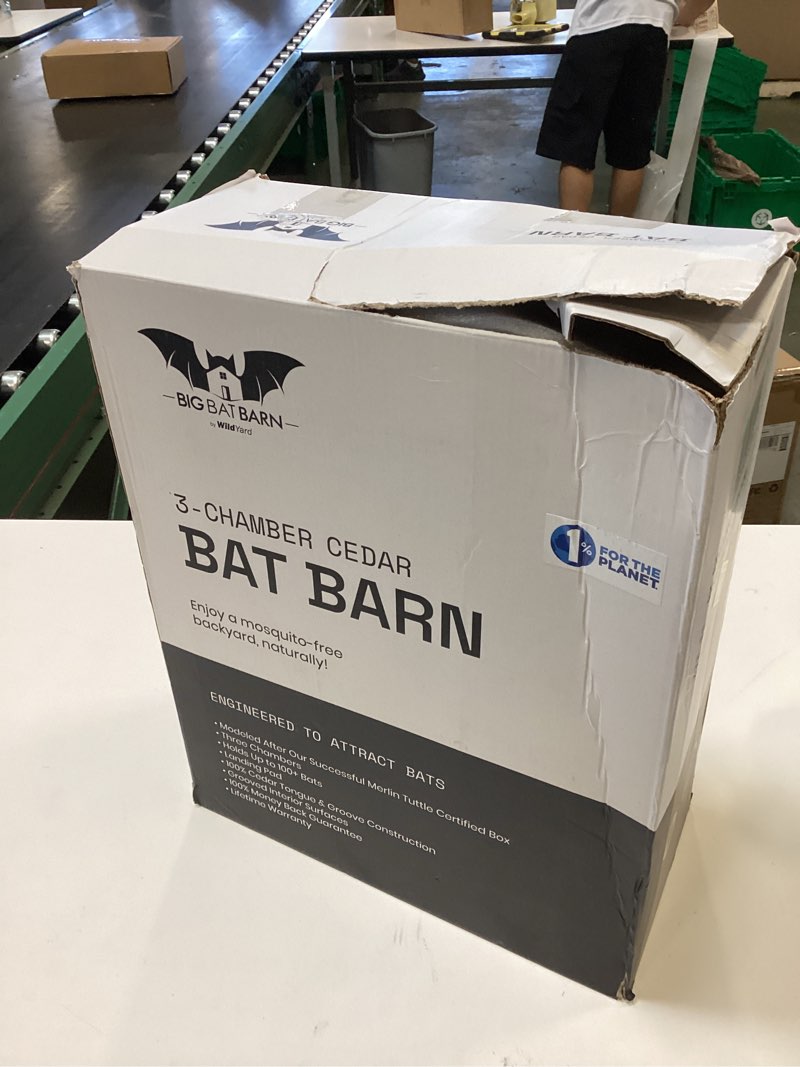 BAT BARN
BIG BAT BARN
by WildYard
3-CHAMBER CEDAR
BAT BARN
Enjoy a mosquito-free
backyard, naturally!
1%
FOR THE
PLANET
ENGINEERED TO ATTRACT BATS
• Modeled After Our Successful Merlin Tuttle Certified Box
• Three Chambers
• Holds Up to 100+ Bats
• Landing Pad
• 100% Cedar Tongue & Groove Construction
• Grooved Interior Surfaces
• 100% Money Back Guarantee
• Lifetime Warranty